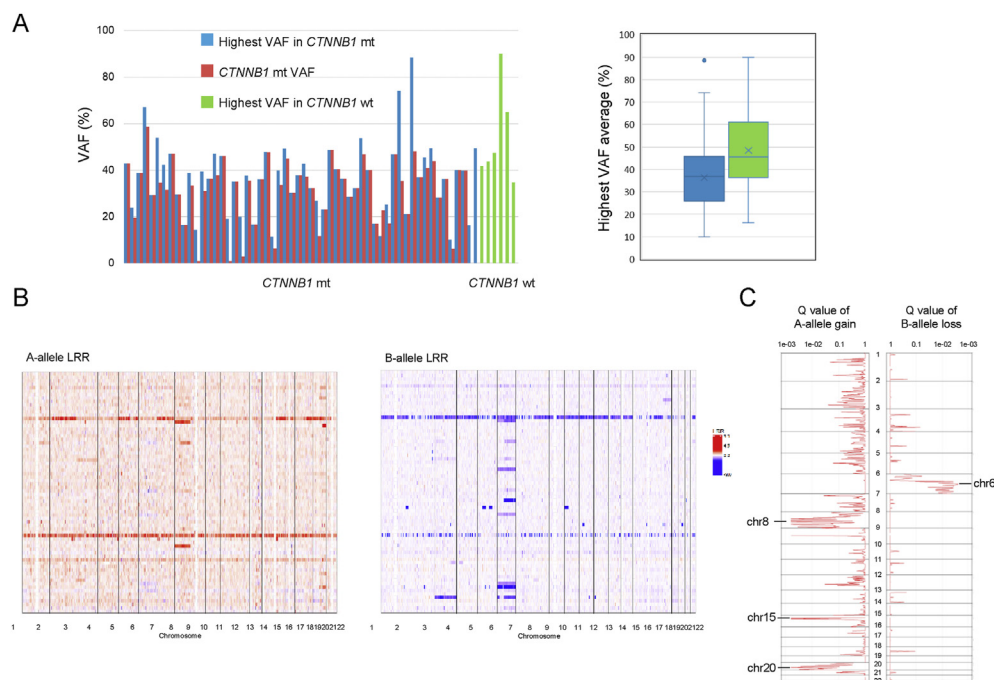 A
100
80
60
40
20
0
VAF (%)
Highest VAF in CTNNB1 mt
CTNNB1 mt VAF
Highest VAF in CTNNB1 wt
CTNNB1 mt
CTNNB1 wt
Highest VAF average (%)
100
90
80
70
60
50
40
30
20
10
0
B
A-allele LRR
1 2 3 4 5 6 7 8 9 10 11 12 13 14 15 16 17 18 19 20 21 22
Chromosome
B-allele LRR
1 2 3 4 5 6 7 8 9 10 11 12 13 14 15 16 17 18 19 20 21 22
Chromosome
C
Q value of
A-allele gain
Q value of
B-allele loss
1e-03 1e-02 0.1 1
1 0.1 1e-02 1e-03
1
2
3
4
5
6
7
8
9
10
11
12
13
14
15
16
17
18
19
20
21
chr6
chr8
chr15
chr20